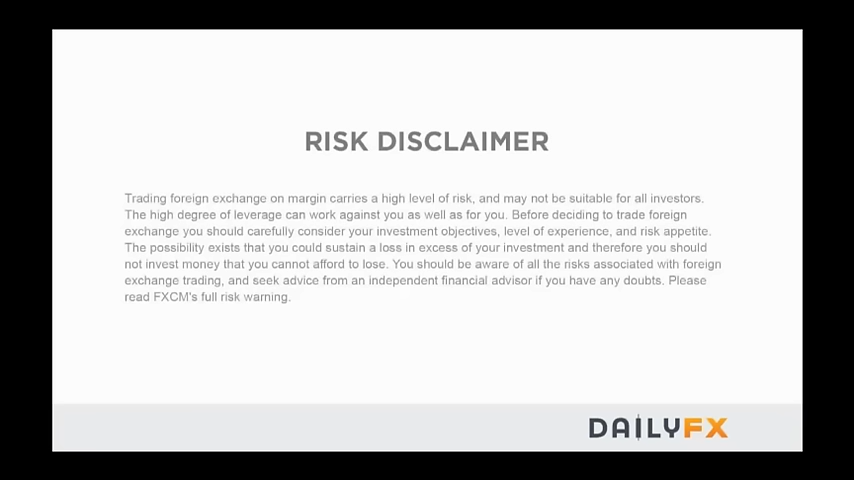 RISK DISCLAIMER
Trading foreign exchange on margin carries a high level of risk, and may not be suitable for all investors.
The high degree of leverage can work against you as well as for you. Before deciding to trade foreign
exchange you should carefully consider your investment objectives, level of experience, and risk appetite.
The possibility exists that you could sustain a loss in excess of your investment and therefore you should
not invest money that you cannot afford to lose. You should be aware of all the risks associated with foreign
exchange trading, and seek advice from an independent financial advisor if you have any doubts. Please
read FXCM's full risk warning.
DAILYFX